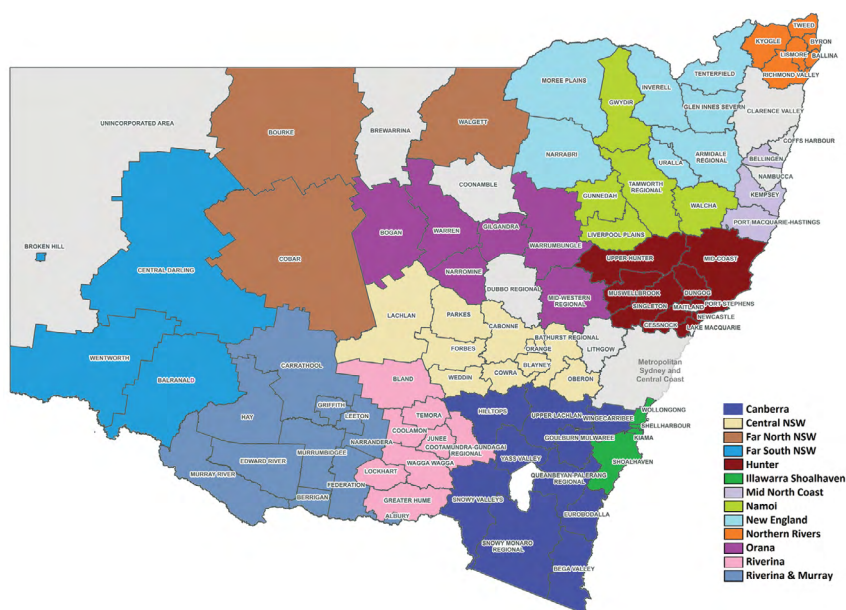 TWEED
KYOGLE
BYRON
LISMORE
BALLINA
RICHMOND VALLEY
TENTERFIELD
MOREE PLAINS
INVERELL
GWYDIR
GLEN INNES SEVERN
CLARENCE VALLEY
UNINCORPORATED AREA
BOURKE
BREWARRINA
WALGETT
COFFS HARBOUR
NARRABRI
ARMIDALE
REGIONAL
URALLA
BELLINGEN
NAMBUCCA
COONAMBLE
TAMWORTH
REGIONAL
GUNNEDAH
WALCHA
KEMPSEY
PORT MACQUARIE-HASTINGS
BOGAN
WARREN
GILGANDRA
WARRUMBUNGLE
LIVERPOOL PLAINS
BROKEN HILL
COBAR
UPPER HUNTER
MID-COAST
CENTRAL DARLING
NARROMINE
DUBBO REGIONAL
MID-WESTERN
REGIONAL
MUSWELLBROOK
DUNGOG
SINGLETON
MAITLAND
PORT STEPHENS
NEWCASTLE
CESSNOCK
LAKE MACQUARIE
LACHLAN
PARKES
CABONNE
BATHURST REGIONAL
ORANGE
LITHGOW
FORBES
BLAYNEY
WEDDIN
COWRA
OBERON
Metropolitan
Sydney and
Central Coast
WENTWORTH
BALRANALD
CARRATHOOL
BLAND
HAY
GRIFFITH
LEETON
TEMORA
HILLTOPS
UPPER LACHLAN
WINGECARRIBEE
WOLLONGONG
SHELLHARBOUR
KIAMA
COOLAMON
JUNEE
NARRANDERA
COOTAMUNDRA-GUNDAGAI
REGIONAL
GOULBURN MULWAREE
YASS VALLEY
SHOALHAVEN
MURRUMBIDGEE
EDWARD RIVER
MURRAY RIVER
LOCKHART
WAGGA WAGGA
QUEANBEYAN-PALERANG
REGIONAL
FEDERATION
BERRIGAN
GREATER HUME
ALBURY
SNOWY VALLEYS
EUROBODALLA
SNOWY MONARO
REGIONAL
BEGA VALLEY
Canberra
Central NSW
Far North NSW
Far South NSW
Hunter
Illawarra Shoalhaven
Mid North Coast
Namoi
New England
Northern Rivers
Orana
Riverina
Riverina & Murray